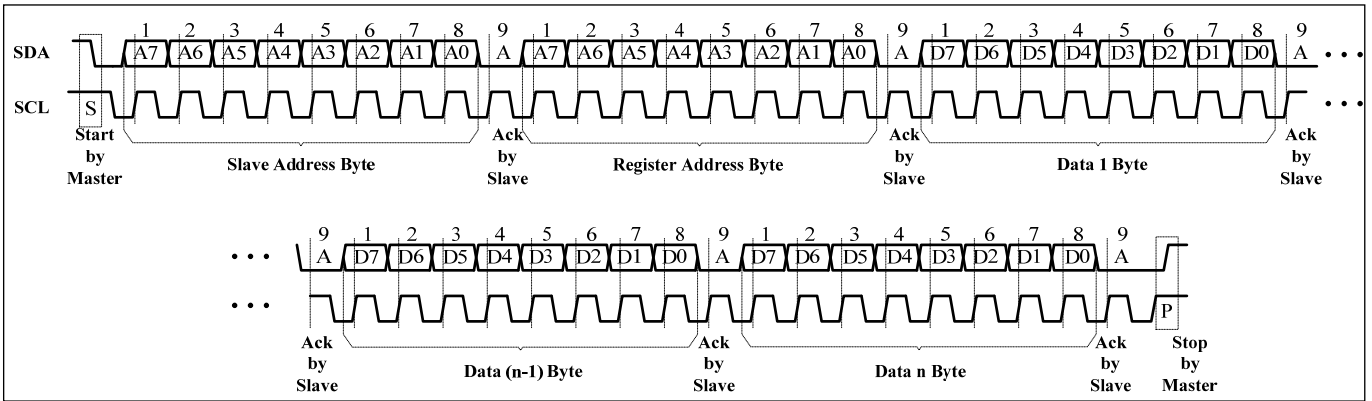 1 2 3 4 5 6 7 8 9 1 2 3 4 5 6 7 8 9 1 2 3 4 5 6 7 8 9
SDA A7 A6 A5 A4 A3 A2 A1 A0 A A7 A6 A5 A4 A3 A2 A1 A0 A D7 D6 D5 D4 D3 D2 D1 D0 A • • •
SCL S • • •
Start by Master
Slave Address Byte
Ack by Slave
Register Address Byte
Ack by Slave
Data 1 Byte
Ack by Slave
9 1 2 3 4 5 6 7 8 9 1 2 3 4 5 6 7 8 9
• • • A D7 D6 D5 D4 D3 D2 D1 D0 A D7 D6 D5 D4 D3 D2 D1 D0 A
• • • P
Ack by Slave
Data (n-1) Byte
Ack by Slave
Data n Byte
Ack by Slave
Stop by Master